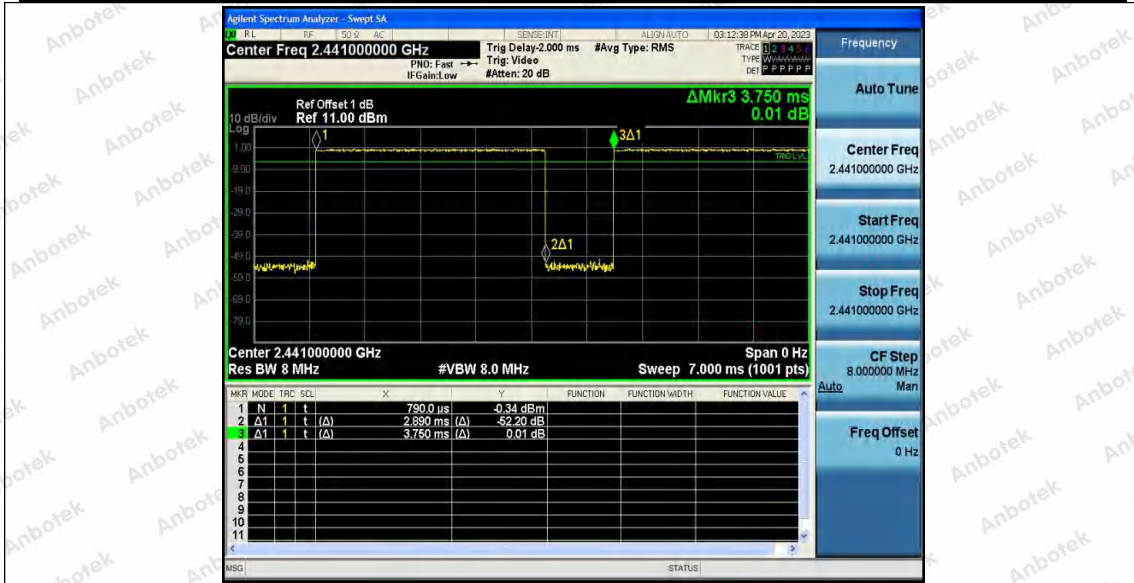 Agilent Spectrum Analyzer - Swept SA
RL RF 50 Ω AC SENSE:INT ALIGN AUTO 03:12:38 PM Apr 20, 2023
Center Freq 2.441000000 GHz
PNO: Fast
IFGain:Low
Trig Delay-2.000 ms
Trig: Video
#Atten: 20 dB
#Avg Type: RMS
TRACE 1 2 3 4 5 6
TYPE
DET P P P P P P
Frequency
Auto Tune
Center Freq
2.441000000 GHz
Start Freq
2.441000000 GHz
Stop Freq
2.441000000 GHz
CF Step
8.000000 MHz
Auto Man
Freq Offset
0 Hz
ΔMkr3 3.750 ms
0.01 dB
Ref Offset 1 dB
10 dB/div Ref 11.00 dBm
Log
1.00
-9.00
-19.0
-29.0
-39.0
-49.0
-59.0
-69.0
-79.0
1
3Δ1
TRIG LVL
2Δ1
Center 2.441000000 GHz Span 0 Hz
Res BW 8 MHz #VBW 8.0 MHz Sweep 7.000 ms (1001 pts)
MKR MODE TRC SCL X Y FUNCTION FUNCTION WIDTH FUNCTION VALUE
1 N 1 t 790.0 µs -0.34 dBm
2 Δ1 1 t (Δ) 2.890 ms (Δ) -52.20 dB
3 Δ1 1 t (Δ) 3.750 ms (Δ) 0.01 dB
4
5
6
7
8
9
10
11
MSG STATUS
Anbotek